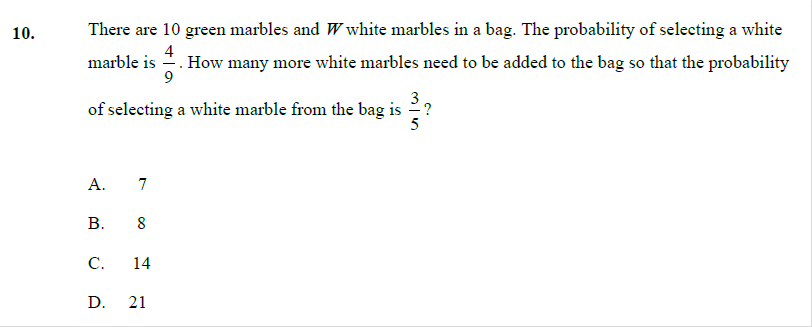 10. There are 10 green marbles and W white marbles in a bag. The probability of selecting a white
marble is 4/9. How many more white marbles need to be added to the bag so that the probability
of selecting a white marble from the bag is 3/5?
A. 7
B. 8
C. 14
D. 21